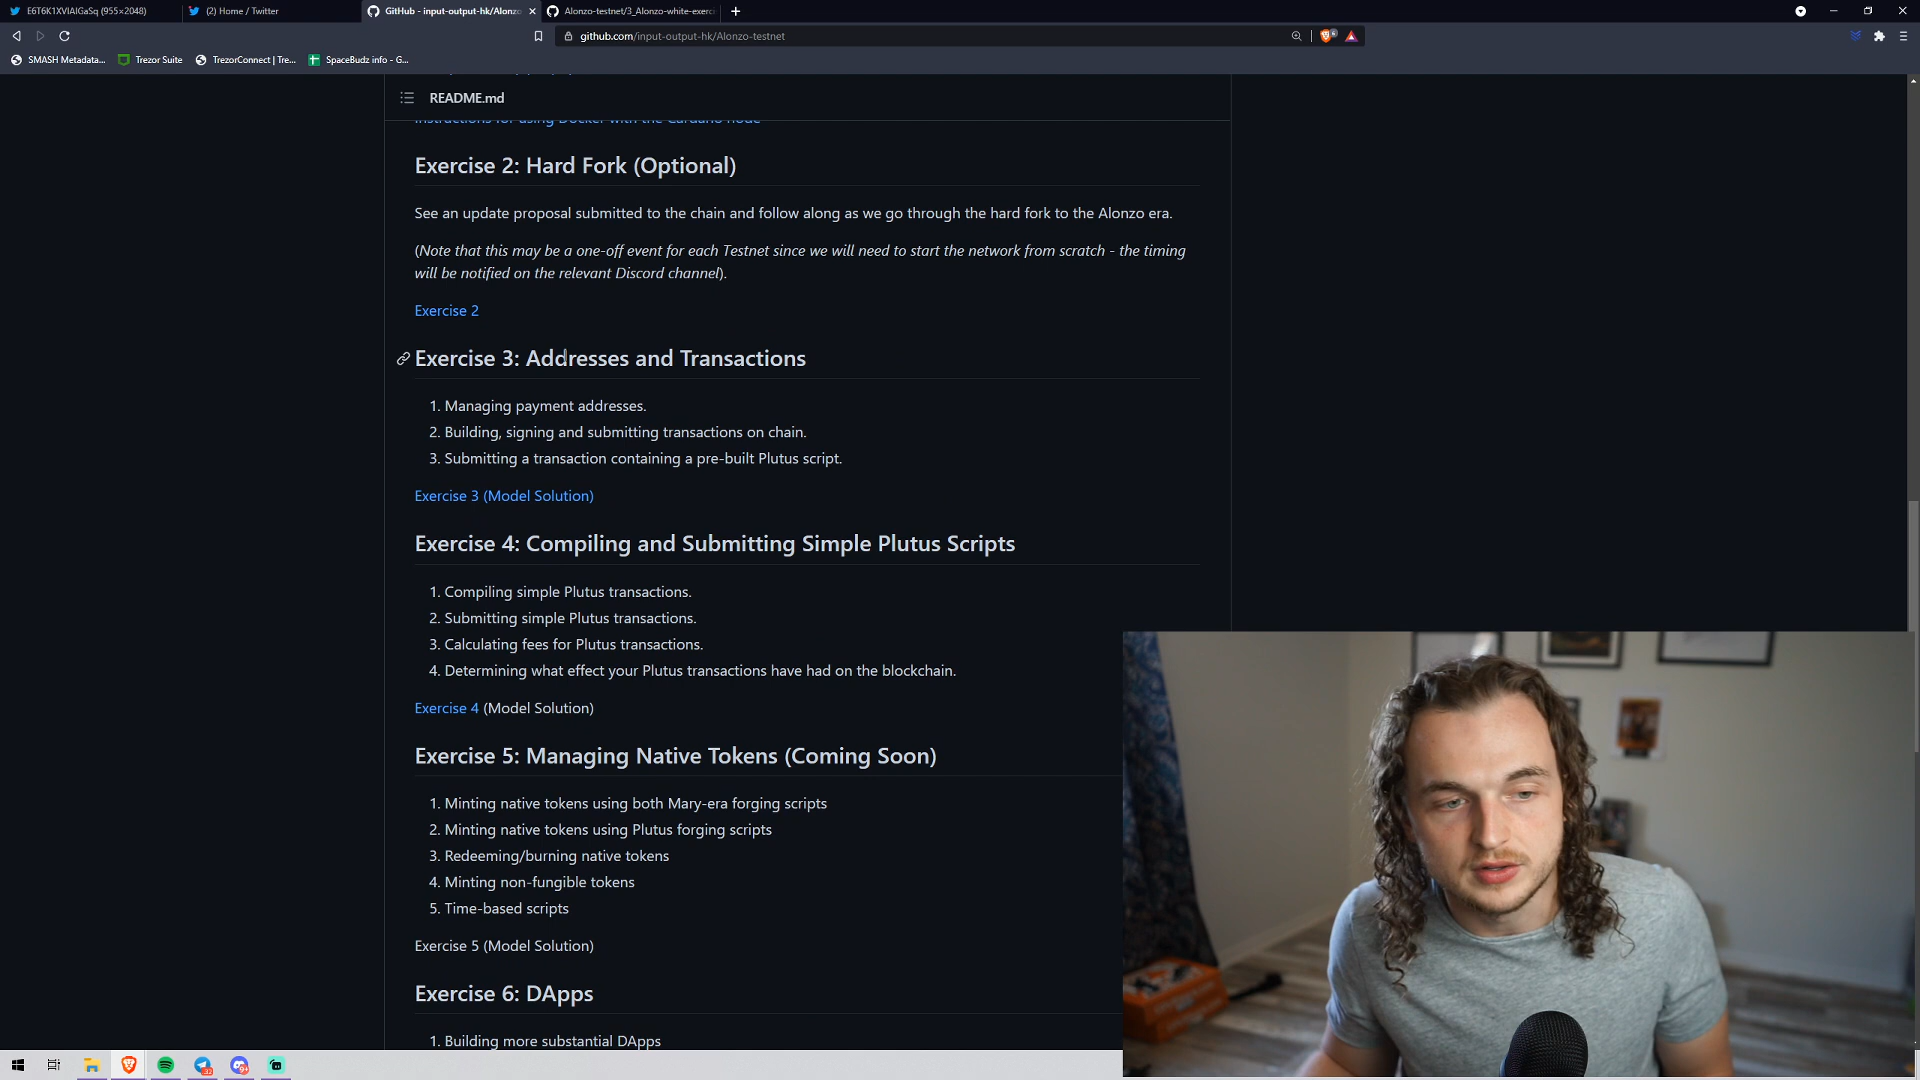 E6T6K1XVIAIGaSq (955×2048)
(2) Home / Twitter
GitHub - input-output-hk/Alonzo
Alonzo-testnet/3_Alonzo-white-exerci
github.com/input-output-hk/Alonzo-testnet
SMASH Metadata...
Trezor Suite
TrezorConnect | Tre...
SpaceBudz info - G...
README.md
Instructions for using Docker with the Cardano node
Exercise 2: Hard Fork (Optional)
See an update proposal submitted to the chain and follow along as we go through the hard fork to the Alonzo era.
(Note that this may be a one-off event for each Testnet since we will need to start the network from scratch - the timing
will be notified on the relevant Discord channel).
Exercise 2
Exercise 3: Addresses and Transactions
1. Managing payment addresses.
2. Building, signing and submitting transactions on chain.
3. Submitting a transaction containing a pre-built Plutus script.
Exercise 3 (Model Solution)
Exercise 4: Compiling and Submitting Simple Plutus Scripts
1. Compiling simple Plutus transactions.
2. Submitting simple Plutus transactions.
3. Calculating fees for Plutus transactions.
4. Determining what effect your Plutus transactions have had on the blockchain.
Exercise 4 (Model Solution)
Exercise 5: Managing Native Tokens (Coming Soon)
1. Minting native tokens using both Mary-era forging scripts
2. Minting native tokens using Plutus forging scripts
3. Redeeming/burning native tokens
4. Minting non-fungible tokens
5. Time-based scripts
Exercise 5 (Model Solution)
Exercise 6: DApps
1. Building more substantial DApps